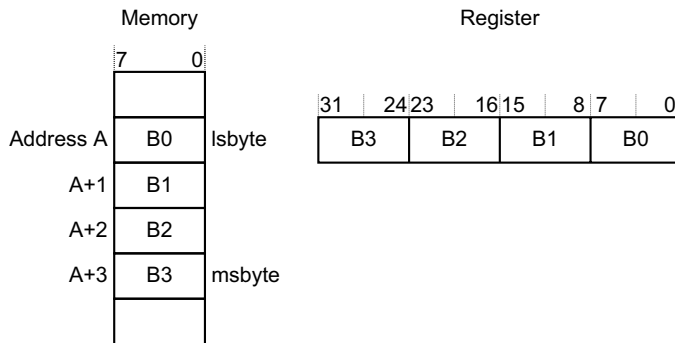 Memory
Register
7 0
31 24 23 16 15 8 7 0
Address A B0 lsbyte
B3 B2 B1 B0
A+1 B1
A+2 B2
A+3 B3 msbyte